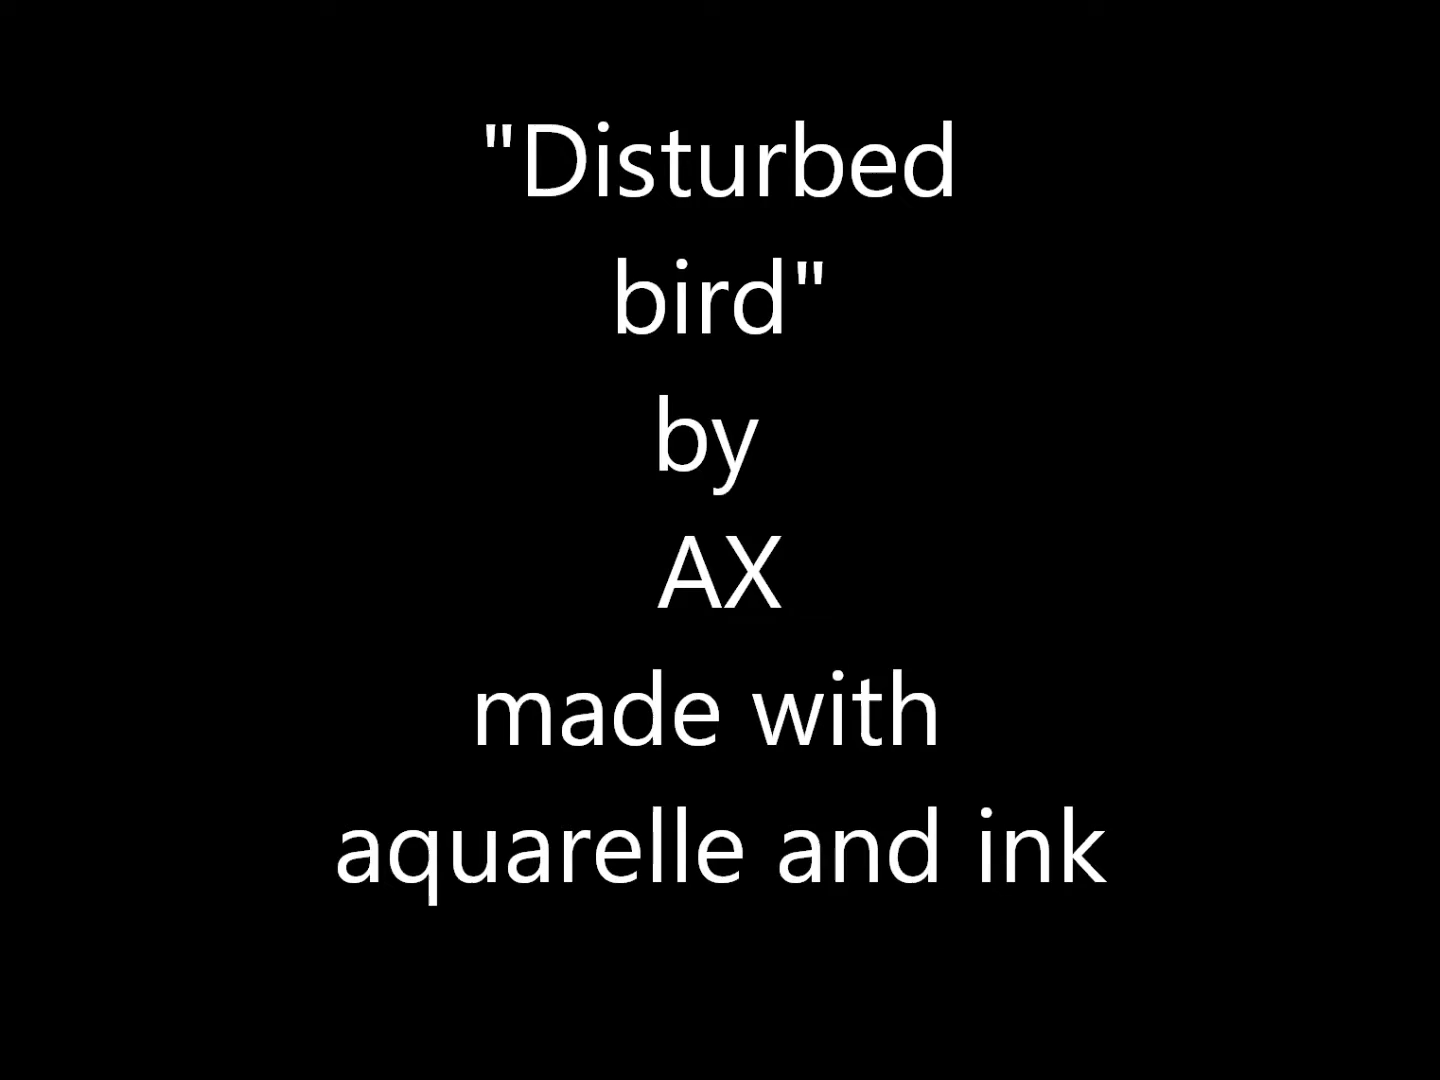 "Disturbed
bird"
by
AX
made with
aquarelle and ink